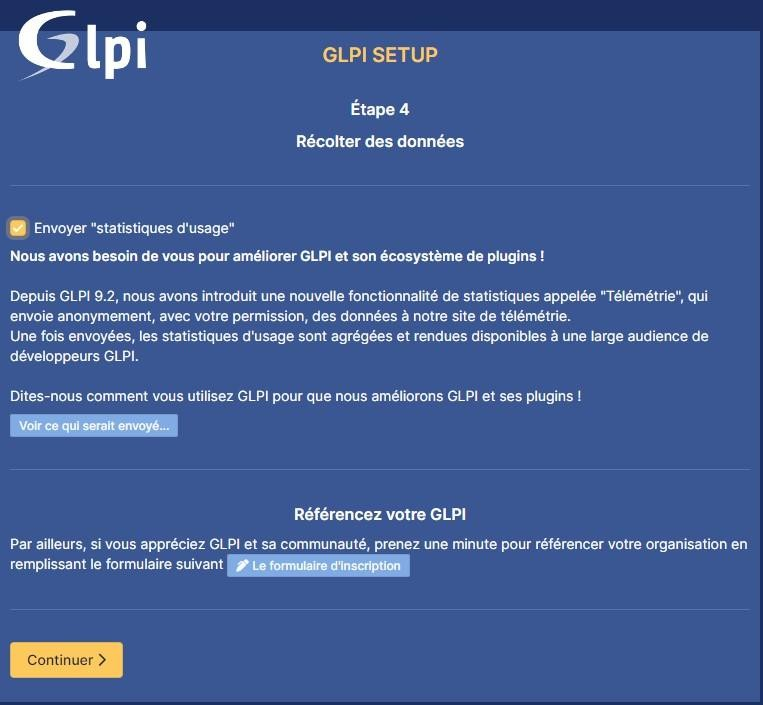 Glpi
GLPI SETUP
Étape 4
Récolter des données
Envoyer "statistiques d'usage"
Nous avons besoin de vous pour améliorer GLPI et son écosystème de plugins !
Depuis GLPI 9.2, nous avons introduit une nouvelle fonctionnalité de statistiques appelée "Télémétrie", qui
envoie anonymement, avec votre permission, des données à notre site de télémétrie.
Une fois envoyées, les statistiques d'usage sont agrégées et rendues disponibles à une large audience de
développeurs GLPI.
Dites-nous comment vous utilisez GLPI pour que nous améliorons GLPI et ses plugins !
Voir ce qui serait envoyé...
Référencez votre GLPI
Par ailleurs, si vous appréciez GLPI et sa communauté, prenez une minute pour référencer votre organisation en
remplissant le formulaire suivant Le formulaire d'inscription
Continuer